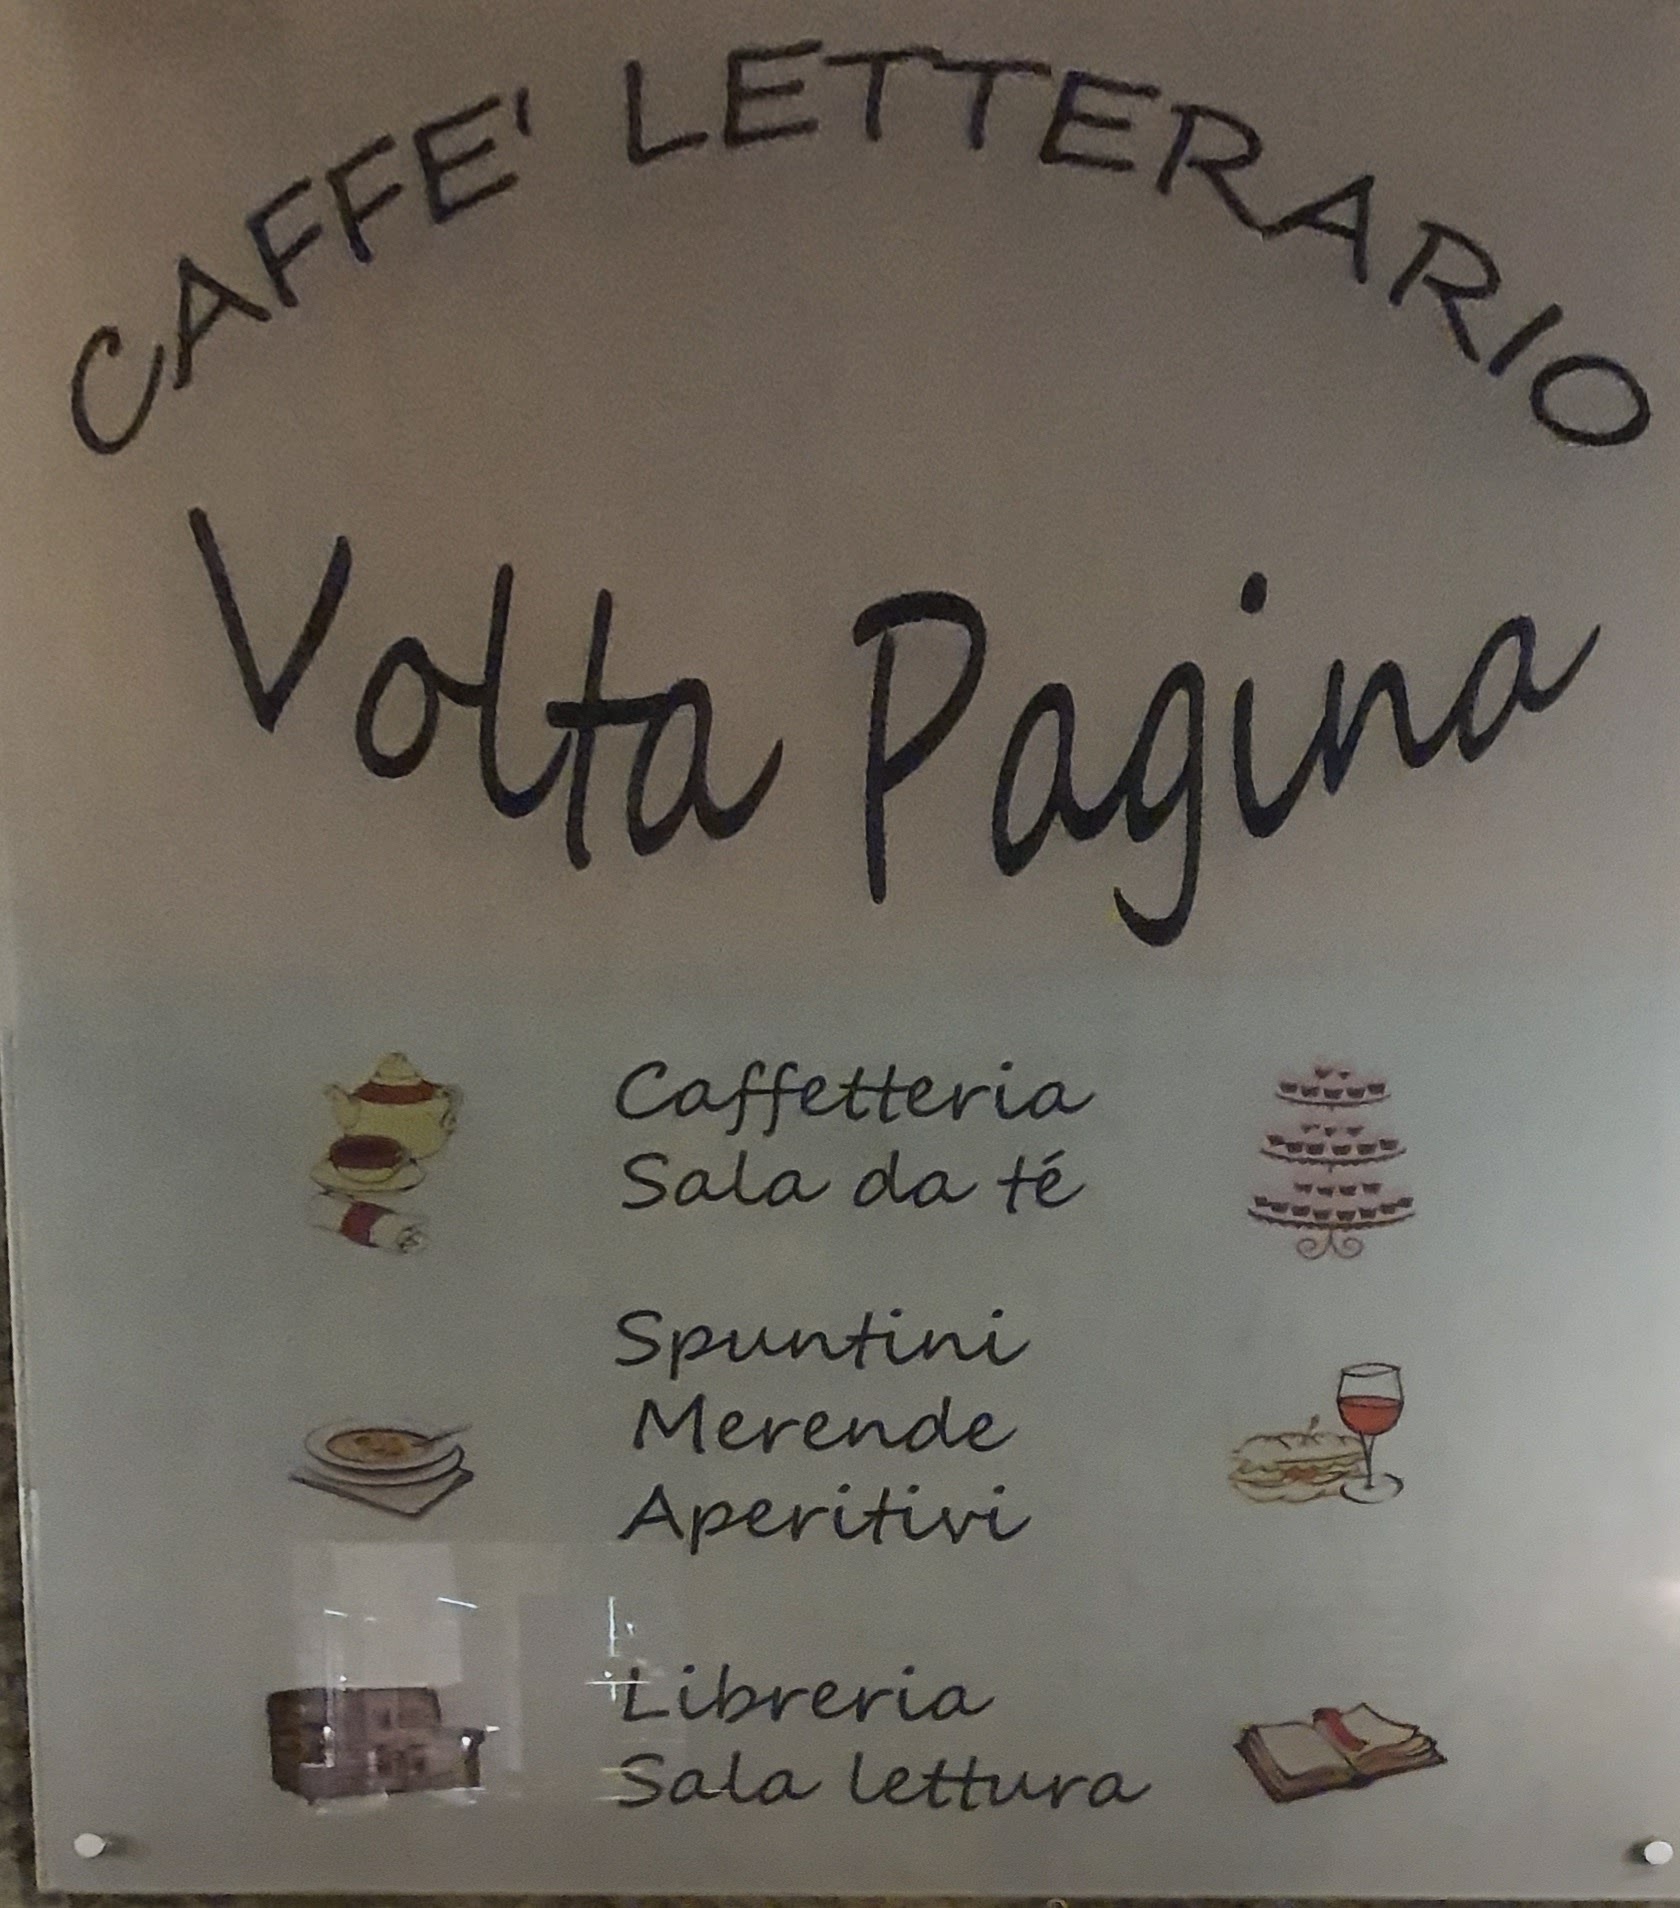 CAFFE' LETTERARIO
Volta Pagina
Caffetteria
Sala da té
Spuntini
Merende
Aperitivi
Libreria
Sala lettura